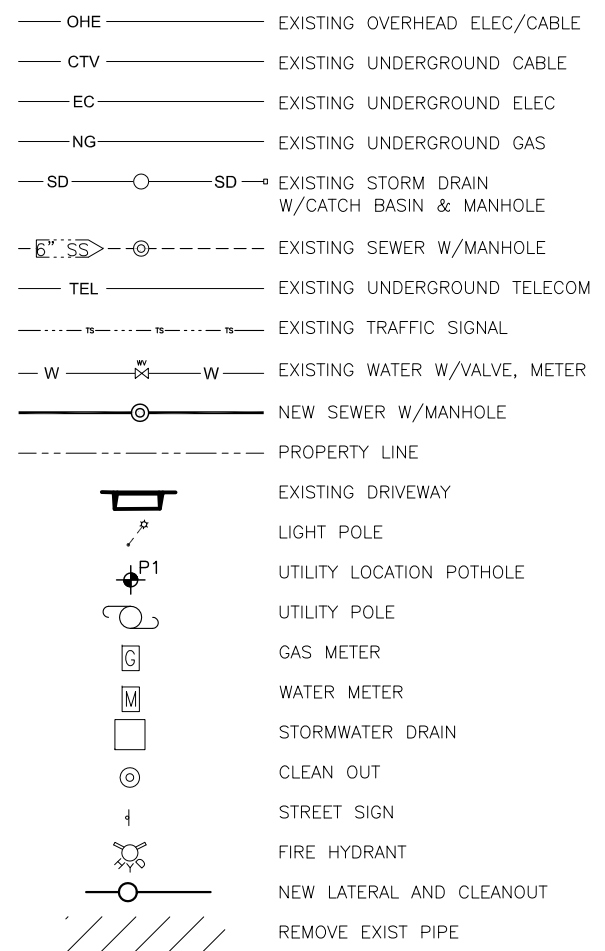 OHE EXISTING OVERHEAD ELEC/CABLE
CTV EXISTING UNDERGROUND CABLE
EC EXISTING UNDERGROUND ELEC
NG EXISTING UNDERGROUND GAS
SD SD EXISTING STORM DRAIN
W/CATCH BASIN & MANHOLE
6" SS EXISTING SEWER W/MANHOLE
TEL EXISTING UNDERGROUND TELECOM
TS TS TS EXISTING TRAFFIC SIGNAL
W WV W EXISTING WATER W/VALVE, METER
NEW SEWER W/MANHOLE
PROPERTY LINE
EXISTING DRIVEWAY
LIGHT POLE
P1 UTILITY LOCATION POTHOLE
UTILITY POLE
G GAS METER
M WATER METER
STORMWATER DRAIN
CLEAN OUT
STREET SIGN
FIRE HYDRANT
NEW LATERAL AND CLEANOUT
REMOVE EXIST PIPE